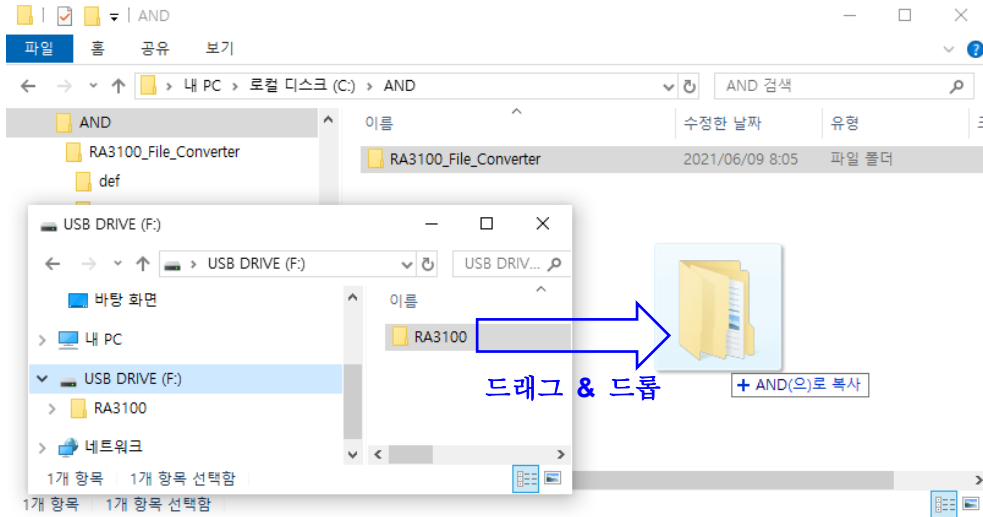 AND
파일 홈 공유 보기
내 PC 로컬 디스크 (C:) AND AND 검색
AND
RA3100_File_Converter
def
이름 수정한 날짜 유형
RA3100_File_Converter 2021/06/09 8:05 파일 폴더
USB DRIVE (F:)
USB DRIVE (F:) USB DRIV...
바탕 화면
내 PC
USB DRIVE (F:)
RA3100
네트워크
이름
RA3100
1개 항목 1개 항목 선택함
드래그 & 드롭
+ AND(으)로 복사
1개 항목 1개 항목 선택함